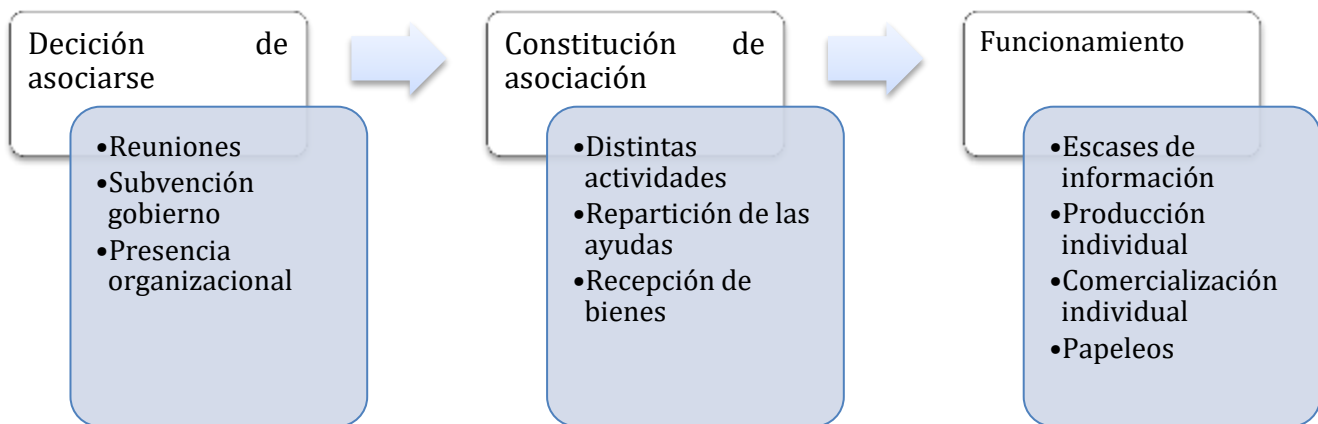 Decición de
asociarse
•Reuniones
•Subvención
gobierno
•Presencia
organizacional
Constitución de
asociación
•Distintas
actividades
•Repartición de las
ayudas
•Recepción de
bienes
Funcionamiento
•Escases de
información
•Producción
individual
•Comercialización
individual
•Papeleos